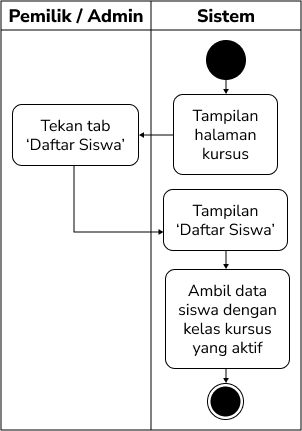 Pemilik / Admin
Sistem
Tampilan
halaman
kursus
Tekan tab
‘Daftar Siswa’
Tampilan
‘Daftar Siswa’
Ambil data
siswa dengan
kelas kursus
yang aktif